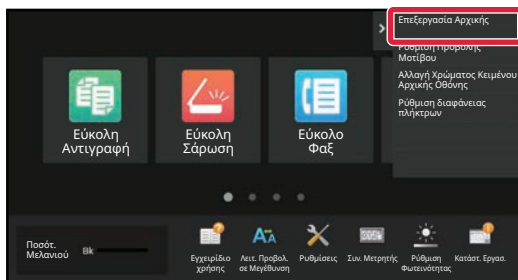 Επεξεργασία Αρχικής
Ρύθμιση Προβολής
Μοτίβου
Αλλαγή Χρώματος Κειμένου
Αρχικής Οθόνης
Ρύθμιση διαφάνειας
πλήκτρων
Εύκολη
Αντιγραφή
Εύκολη
Σάρωση
Εύκολο
Φαξ
Ποσότ.
Μελανιού
Bk
Εγχειρίδιο
χρήσης
Λειτ. Προβολ.
σε Μεγέθυνση
Ρυθμίσεις
Συν. Μετρητής
Ρύθμιση
Φωτεινότητας
Κατάστ. Εργασ.